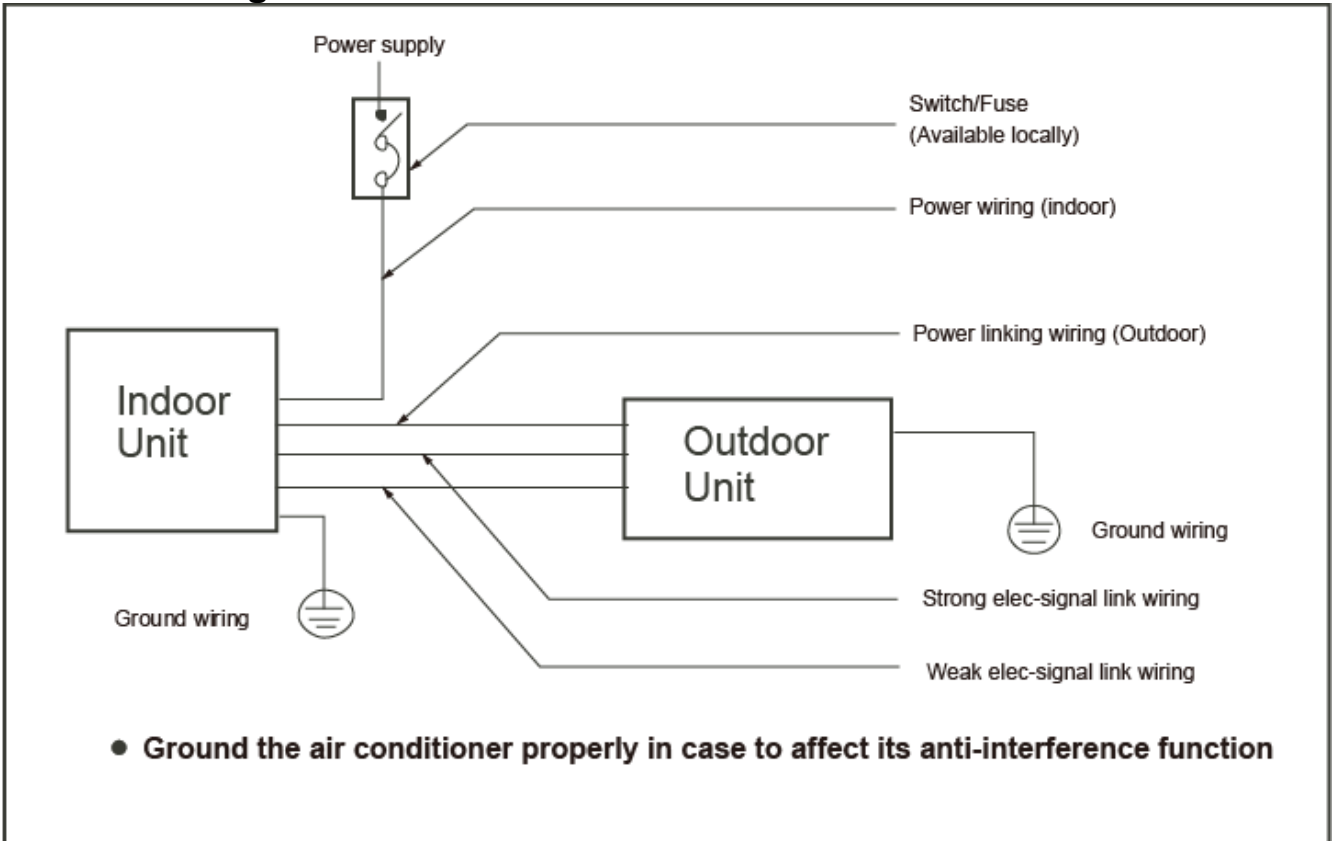 Power supply
Switch/Fuse
(Available locally)
Power wiring (indoor)
Power linking wiring (Outdoor)
Indoor
Unit
Outdoor
Unit
Ground wiring
Ground wiring
Strong elec-signal link wiring
Weak elec-signal link wiring
● Ground the air conditioner properly in case to affect its anti-interference function